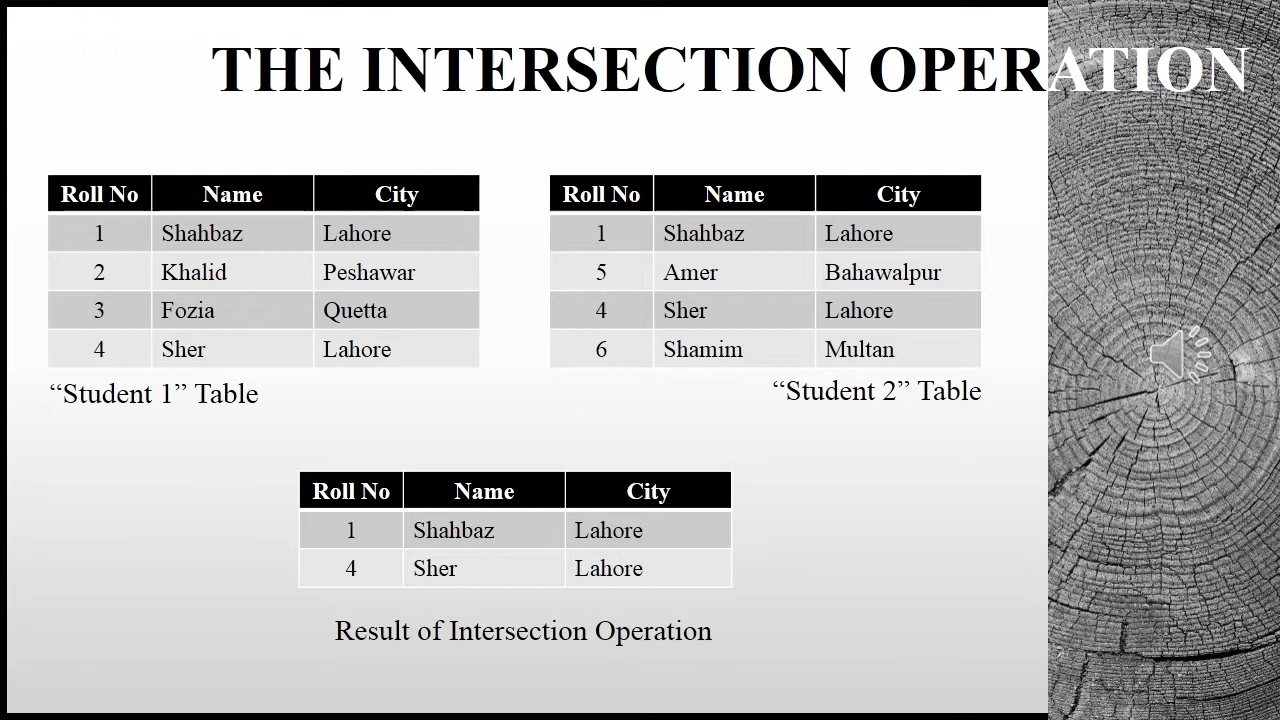 THE INTERSECTION OPERATION
Roll No Name City
1 Shahbaz Lahore
2 Khalid Peshawar
3 Fozia Quetta
4 Sher Lahore
“Student 1” Table
Roll No Name City
1 Shahbaz Lahore
5 Amer Bahawalpur
4 Sher Lahore
6 Shamim Multan
“Student 2” Table
Roll No Name City
1 Shahbaz Lahore
4 Sher Lahore
Result of Intersection Operation